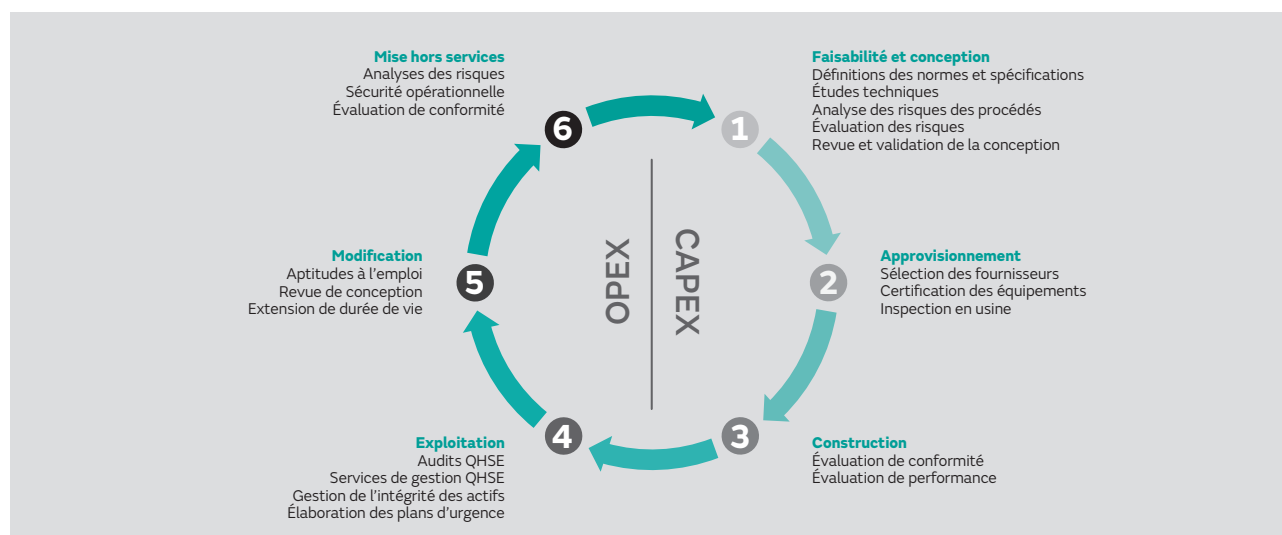 Mise hors services
Analyses des risques
Sécurité opérationnelle
Évaluation de conformité
6
Faisabilité et conception
Définitions des normes et spécifications
Études techniques
Analyse des risques des procédés
Évaluation des risques
Revue et validation de la conception
1
Modification
Aptitudes à l'emploi
Revue de conception
Extension de durée de vie
5
OPEX
CAPEX
2
Approvisionnement
Sélection des fournisseurs
Certification des équipements
Inspection en usine
Exploitation
Audits QHSE
Services de gestion QHSE
Gestion de l'intégrité des actifs
Élaboration des plans d'urgence
4
3
Construction
Évaluation de conformité
Évaluation de performance